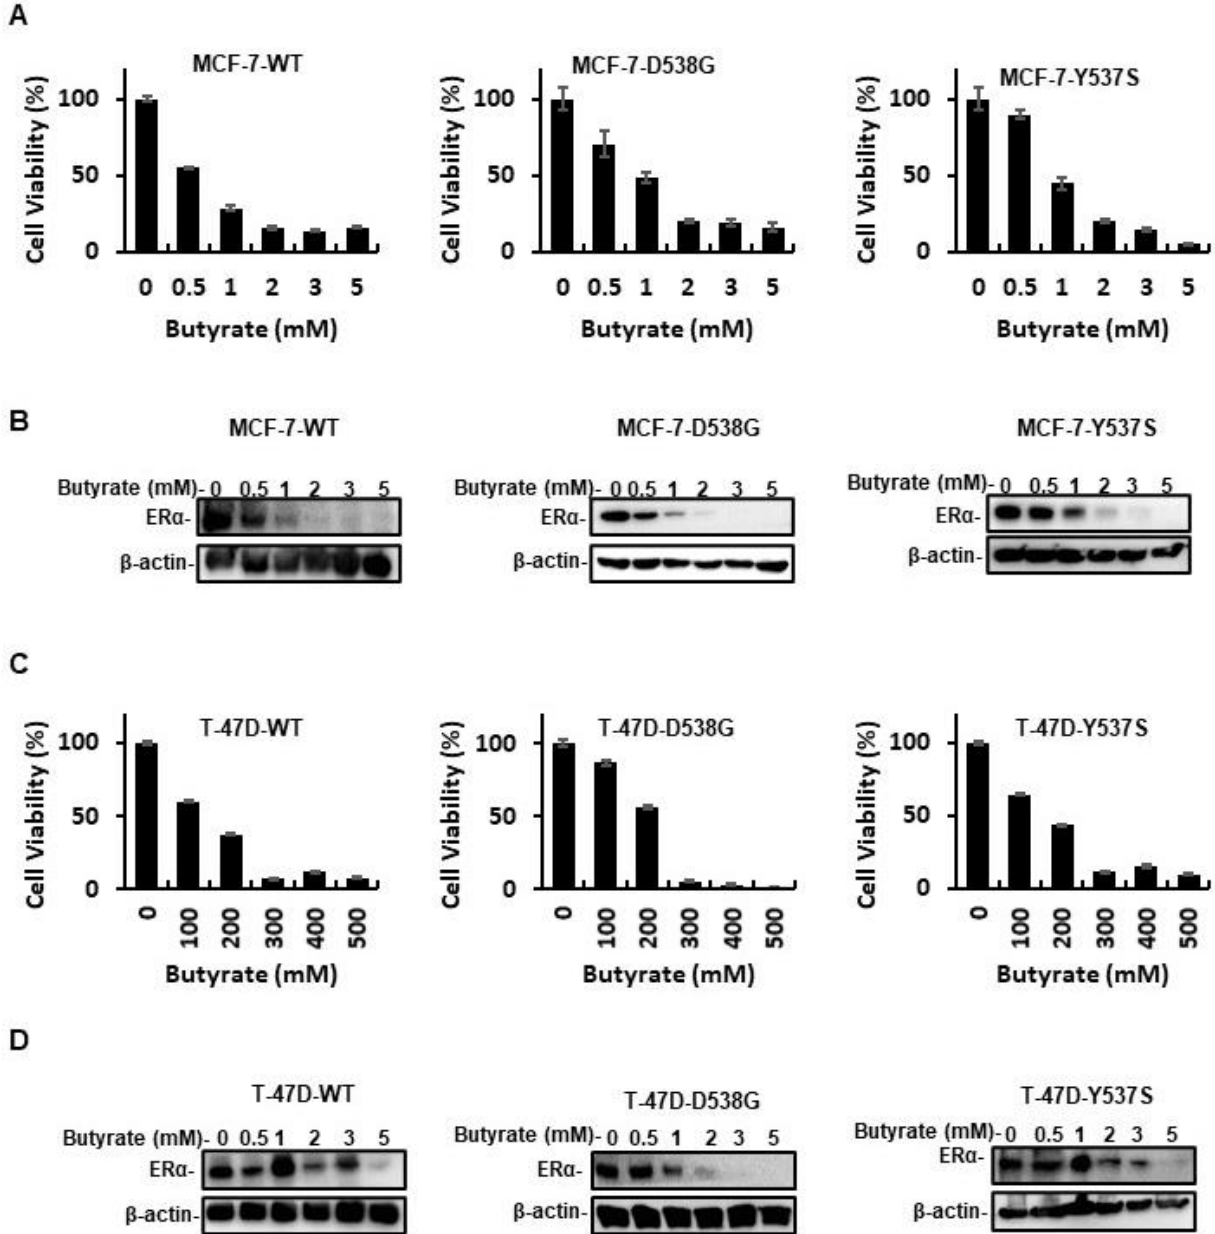 A
MCF-7-WT
Cell Viability (%)
100
50
0
0 0.5 1 2 3 5
Butyrate (mM)
MCF-7-D538G
Cell Viability (%)
100
50
0
0 0.5 1 2 3 5
Butyrate (mM)
MCF-7-Y537S
Cell Viability (%)
100
50
0
0 0.5 1 2 3 5
Butyrate (mM)
B
MCF-7-WT
Butyrate (mM)- 0 0.5 1 2 3 5
ERα-
β-actin-
MCF-7-D538G
Butyrate (mM)- 0 0.5 1 2 3 5
ERα-
β-actin-
MCF-7-Y537S
Butyrate (mM)- 0 0.5 1 2 3 5
ERα-
β-actin-
C
T-47D-WT
Cell Viability (%)
100
50
0
0 100 200 300 400 500
Butyrate (mM)
T-47D-D538G
Cell Viability (%)
100
50
0
0 100 200 300 400 500
Butyrate (mM)
T-47D-Y537S
Cell Viability (%)
100
50
0
0 100 200 300 400 500
Butyrate (mM)
D
T-47D-WT
Butyrate (mM)- 0 0.5 1 2 3 5
ERα-
β-actin-
T-47D-D538G
Butyrate (mM)- 0 0.5 1 2 3 5
ERα-
β-actin-
T-47D-Y537S
Butyrate (mM)- 0 0.5 1 2 3 5
ERα-
β-actin-